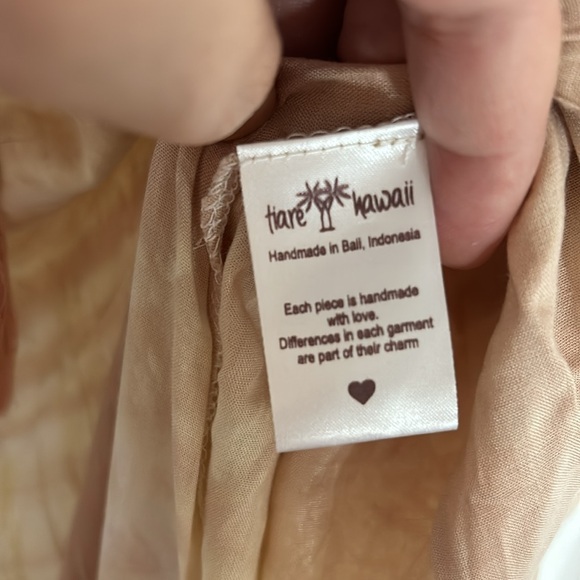 tiare hawaii
Handmade in Bali, Indonesia
Each piece is handmade
with love.
Differences in each garment
are part of their charm